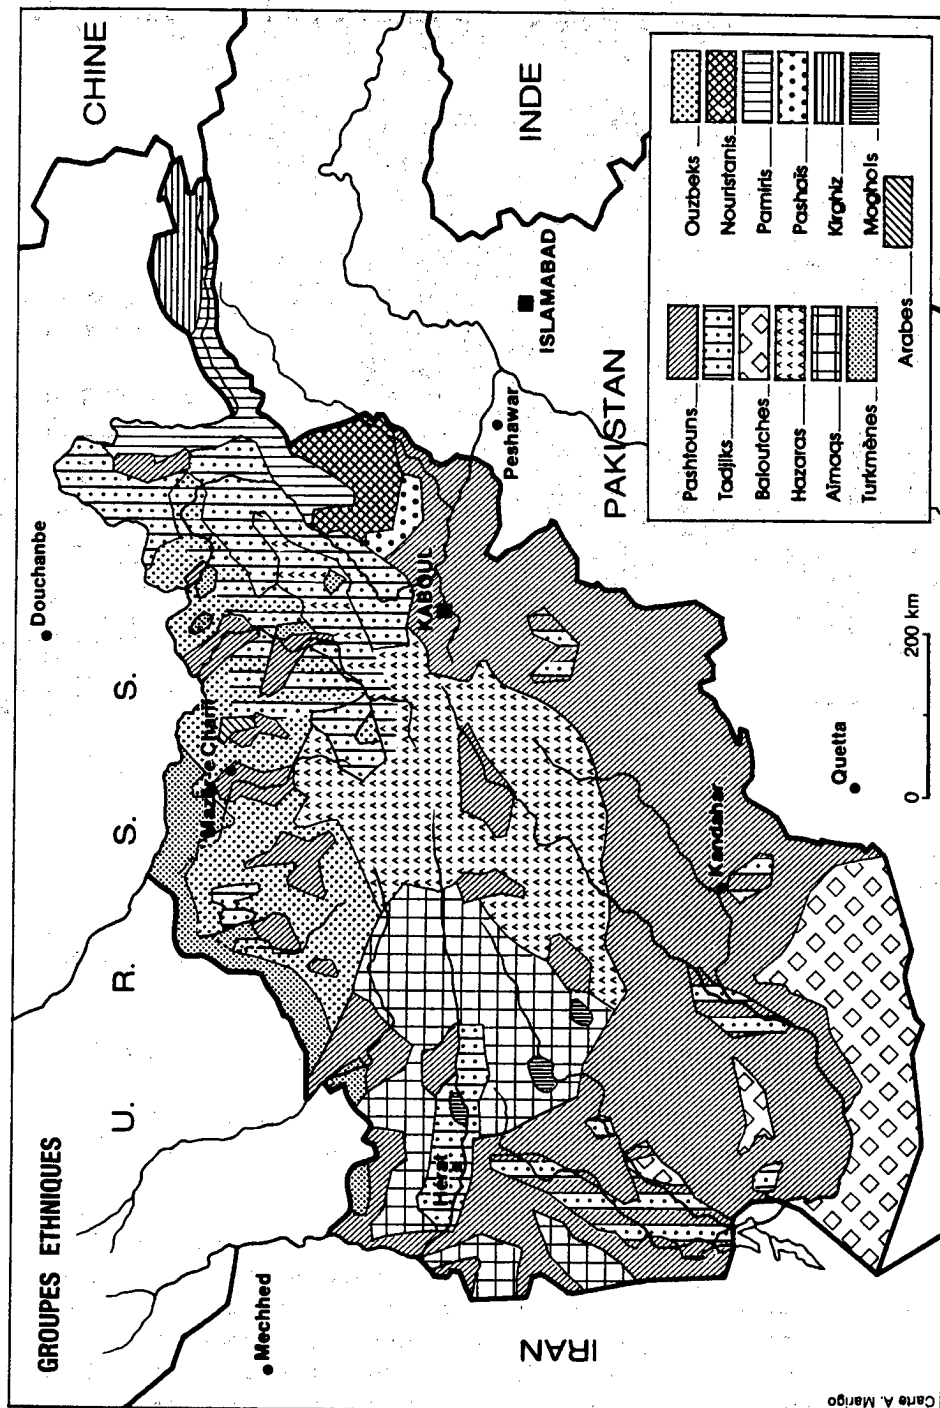 GROUPES ETHNIQUES
CHINE
INDE
U. R. S. S.
Douchanbe
Mechhed
Mazar-e Charif
Hérat
KABOUL
Peshawar
ISLAMABAD
PAKISTAN
Kandahar
Quetta
IRAN
0 200 km
Pashtouns
Tadjiks
Baloutches
Hazaras
Aïmaqs
Turkmènes
Ouzbeks
Nouristanis
Pamiris
Pashaïs
Kirghiz
Moghols
Arabes
Carte A. Marigo